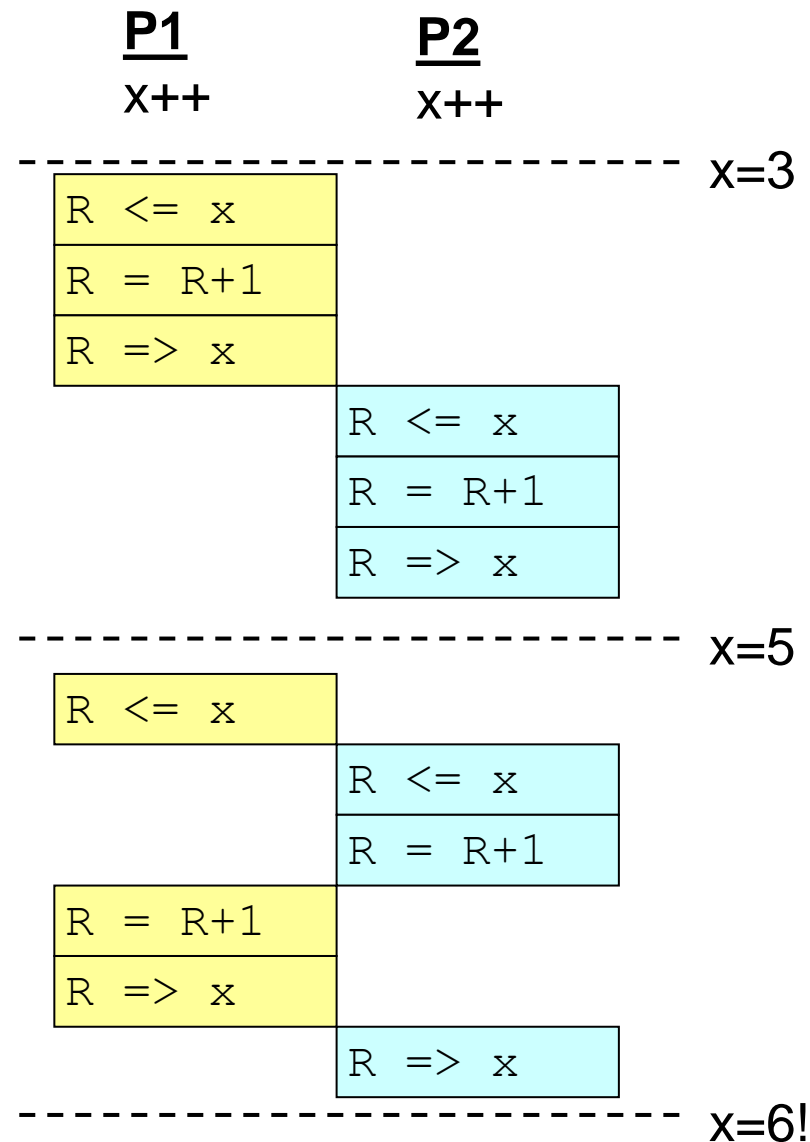 P1 P2
x++ x++
x=3
R <= x
R = R+1
R => x
R <= x
R = R+1
R => x
x=5
R <= x
R <= x
R = R+1
R = R+1
R => x
R => x
x=6!